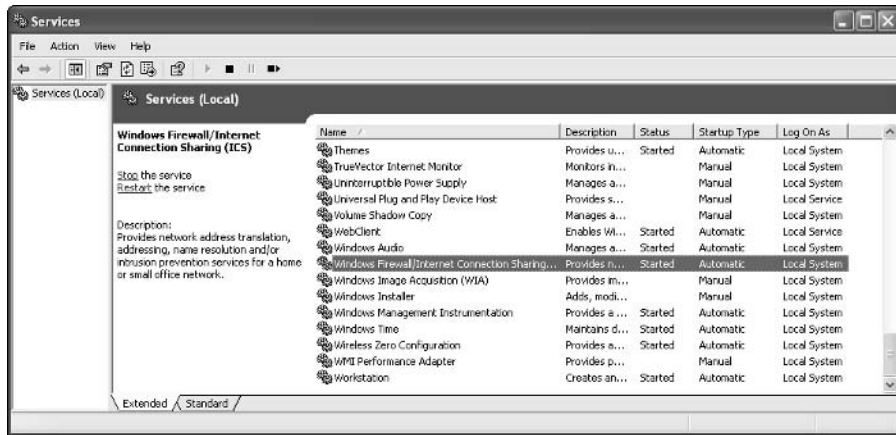 Services
File Action View Help
Services (Local)
Services (Local)
Windows Firewall/Internet
Connection Sharing (ICS)
Stop the service
Restart the service
Description:
Provides network address translation,
addressing, name resolution and/or
intrusion prevention services for a home
or small office network.
Name Description Status Startup Type Log On As
Themes Provides u... Started Automatic Local System
TrueVector Internet Monitor Monitors in... Manual Local System
Uninterruptible Power Supply Manages a... Manual Local System
Universal Plug and Play Device Host Provides s... Manual Local Service
Volume Shadow Copy Manages a... Manual Local System
WebClient Enables Wi... Started Automatic Local Service
Windows Audio Manages a... Started Automatic Local System
Windows Firewall/Internet Connection Sharing... Provides n... Started Automatic Local System
Windows Image Acquisition (WIA) Provides im... Manual Local System
Windows Installer Adds, modi... Manual Local System
Windows Management Instrumentation Provides a ... Started Automatic Local System
Windows Time Maintains d... Started Automatic Local System
Wireless Zero Configuration Provides a... Started Automatic Local System
WMI Performance Adapter Provides p... Manual Local System
Workstation Creates an... Started Automatic Local System
Extended Standard